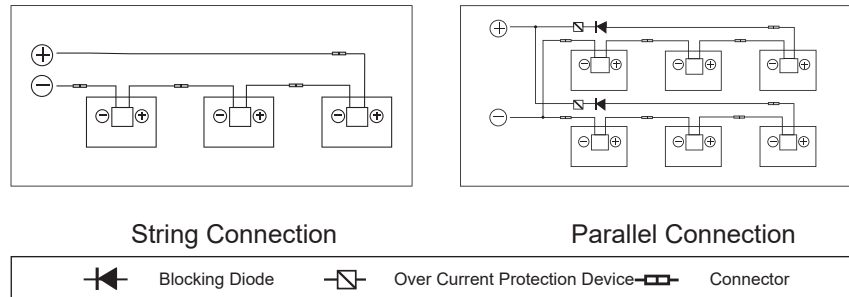 String Connection
Parallel Connection
Blocking Diode
Over Current Protection Device
Connector